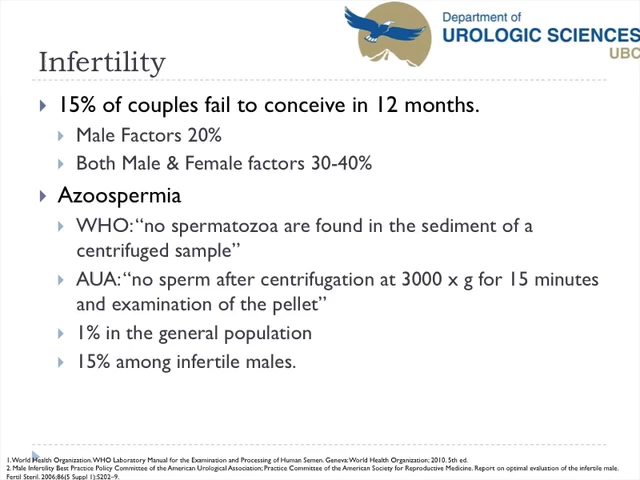 Department of
UROLOGIC SCIENCES
UBC
Infertility
15% of couples fail to conceive in 12 months.
Male Factors 20%
Both Male & Female factors 30-40%
Azoospermia
WHO: “no spermatozoa are found in the sediment of a
centrifuged sample”
AUA: “no sperm after centrifugation at 3000 x g for 15 minutes
and examination of the pellet”
1% in the general population
15% among infertile males.
1. World Health Organization. WHO Laboratory Manual for the Examination and Processing of Human Semen. Geneva: World Health Organization; 2010. 5th ed.
2. Male Infertility Best Practice Policy Committee of the American Urological Association; Practice Committee of the American Society for Reproductive Medicine. Report on optimal evaluation of the infertile male.
Fertil Steril. 2006;86(5 Suppl 1):S202–9.